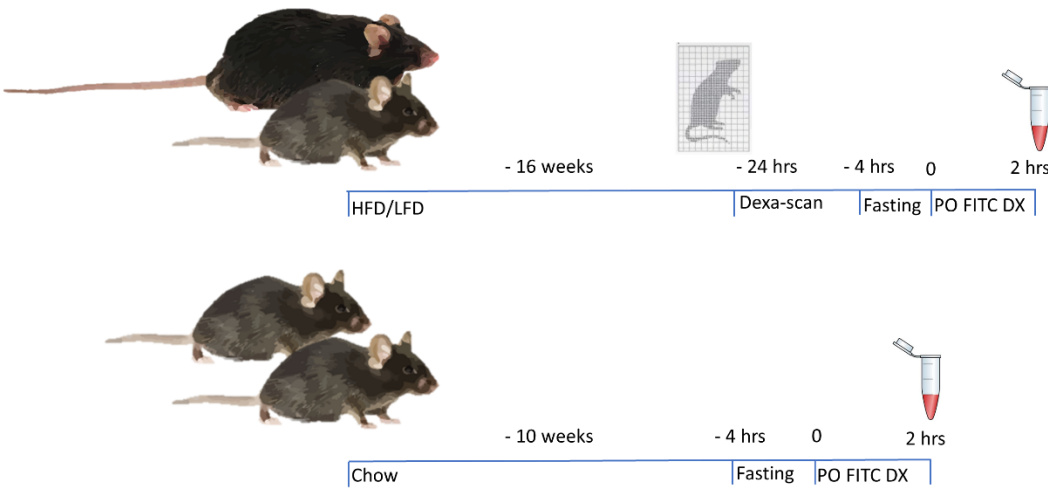 - 16 weeks - 24 hrs - 4 hrs 0 2 hrs
HFD/LFD Dexa-scan Fasting PO FITC DX
- 10 weeks - 4 hrs 0 2 hrs
Chow Fasting PO FITC DX